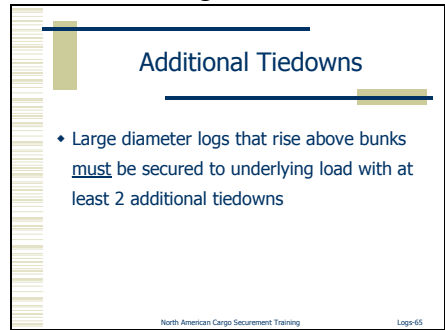 Additional Tiedowns
◆ Large diameter logs that rise above bunks
must be secured to underlying load with at
least 2 additional tiedowns
North American Cargo Securement Training Logs-65